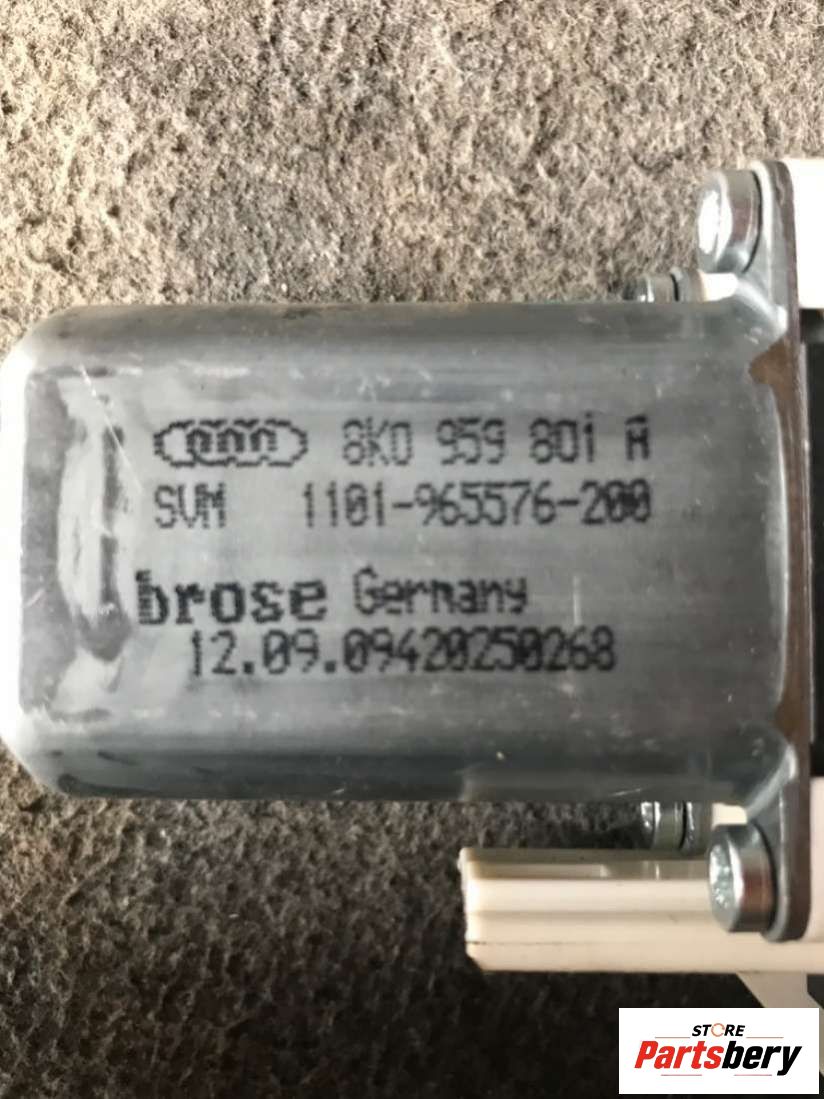 8K0 959 801 A
SVM 1101-965576-200
brose Germany
12.09.09420250268
STORE
Partsbery